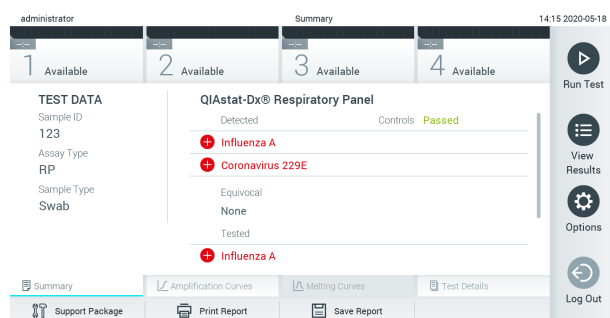 administrator Summary 14:15 2020-05-18
--:-- --:-- --:-- --:--
1 Available 2 Available 3 Available 4 Available
Run Test
TEST DATA
Sample ID
123
Assay Type
RP
Sample Type
Swab
QIAstat-Dx® Respiratory Panel
Detected Controls Passed
Influenza A
Coronavirus 229E
Equivocal
None
Tested
Influenza A
View
Results
Options
Log Out
Summary Amplification Curves Melting Curves Test Details
Support Package Print Report Save Report